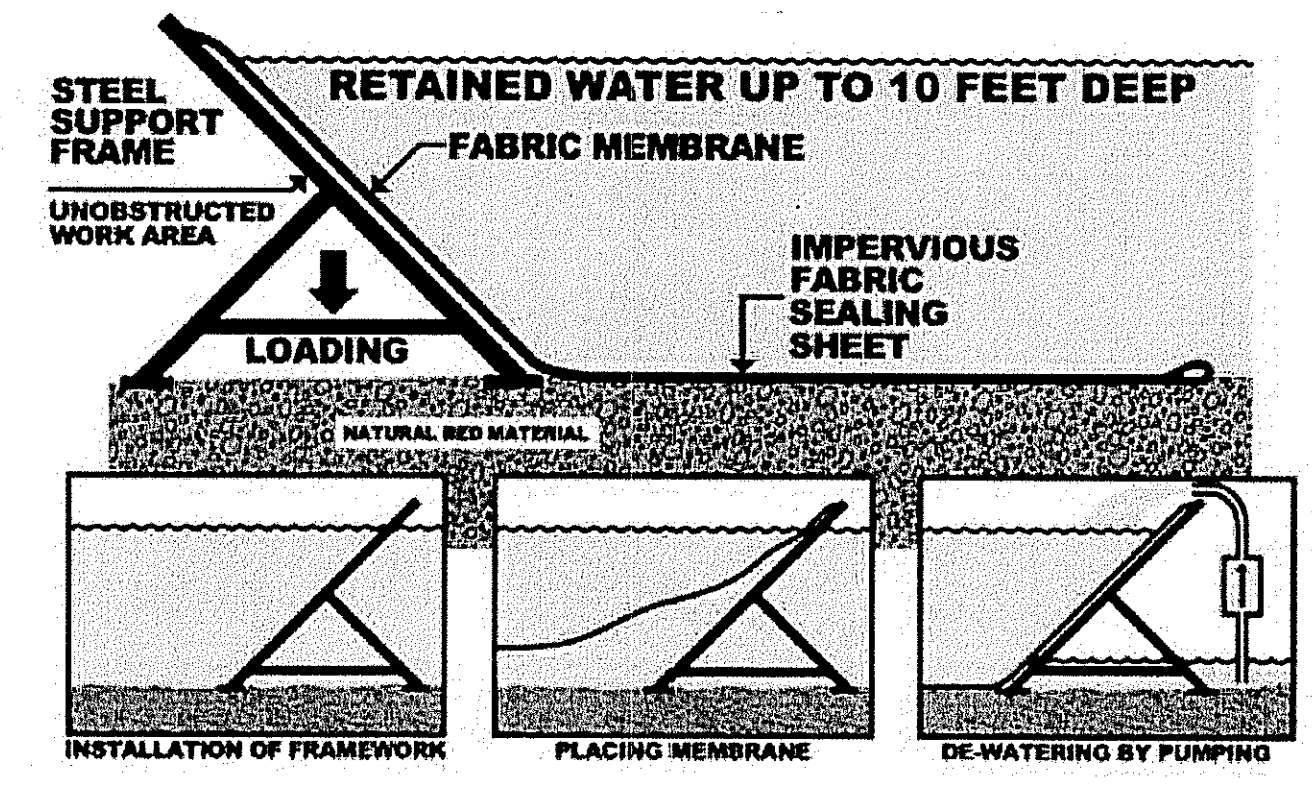 RETAINED WATER UP TO 10 FEET DEEP
STEEL
SUPPORT
FRAME
FABRIC MEMBRANE
UNOBSTRUCTED
WORK AREA
IMPERVIOUS
FABRIC
SEALING
SHEET
LOADING
NATURAL BED MATERIAL
INSTALLATION OF FRAMEWORK
PLACING MEMBRANE
DE-WATERING BY PUMPING